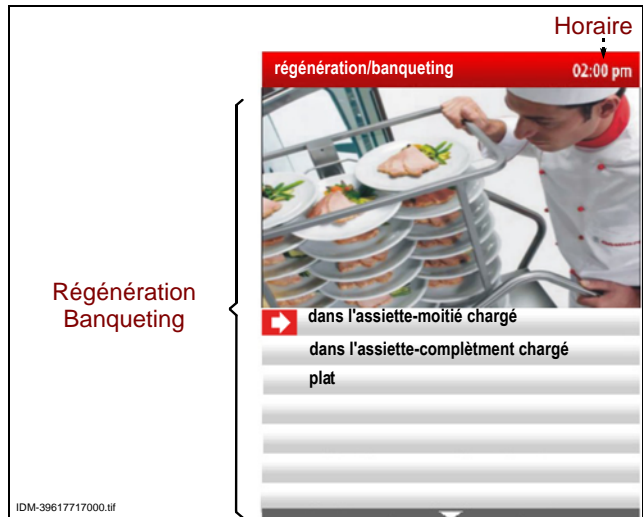 Horaire
régénération/banqueting 02:00 pm
Régénération
Banqueting
dans l'assiette-moitié chargé
dans l'assiette-complètment chargé
plat
IDM-39617717000.tif